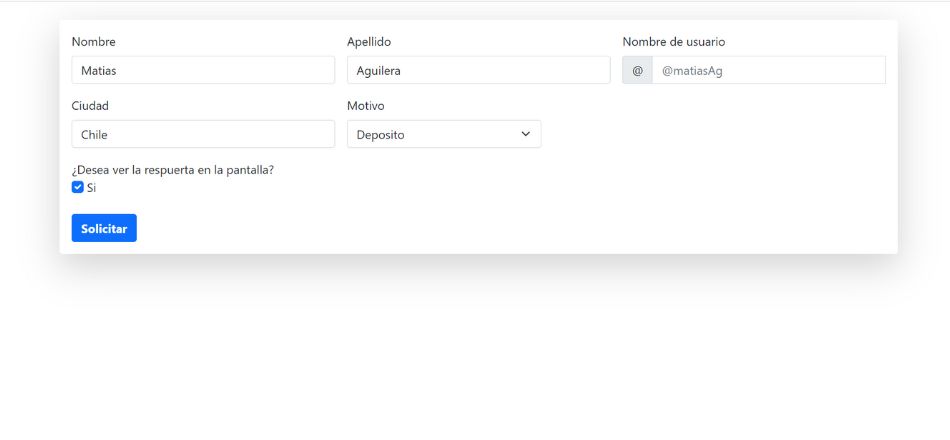 Nombre Apellido Nombre de usuario
Matias Aguilera @ @matiasAg
Ciudad Motivo
Chile Deposito
¿Desea ver la respuerta en la pantalla?
Si
Solicitar